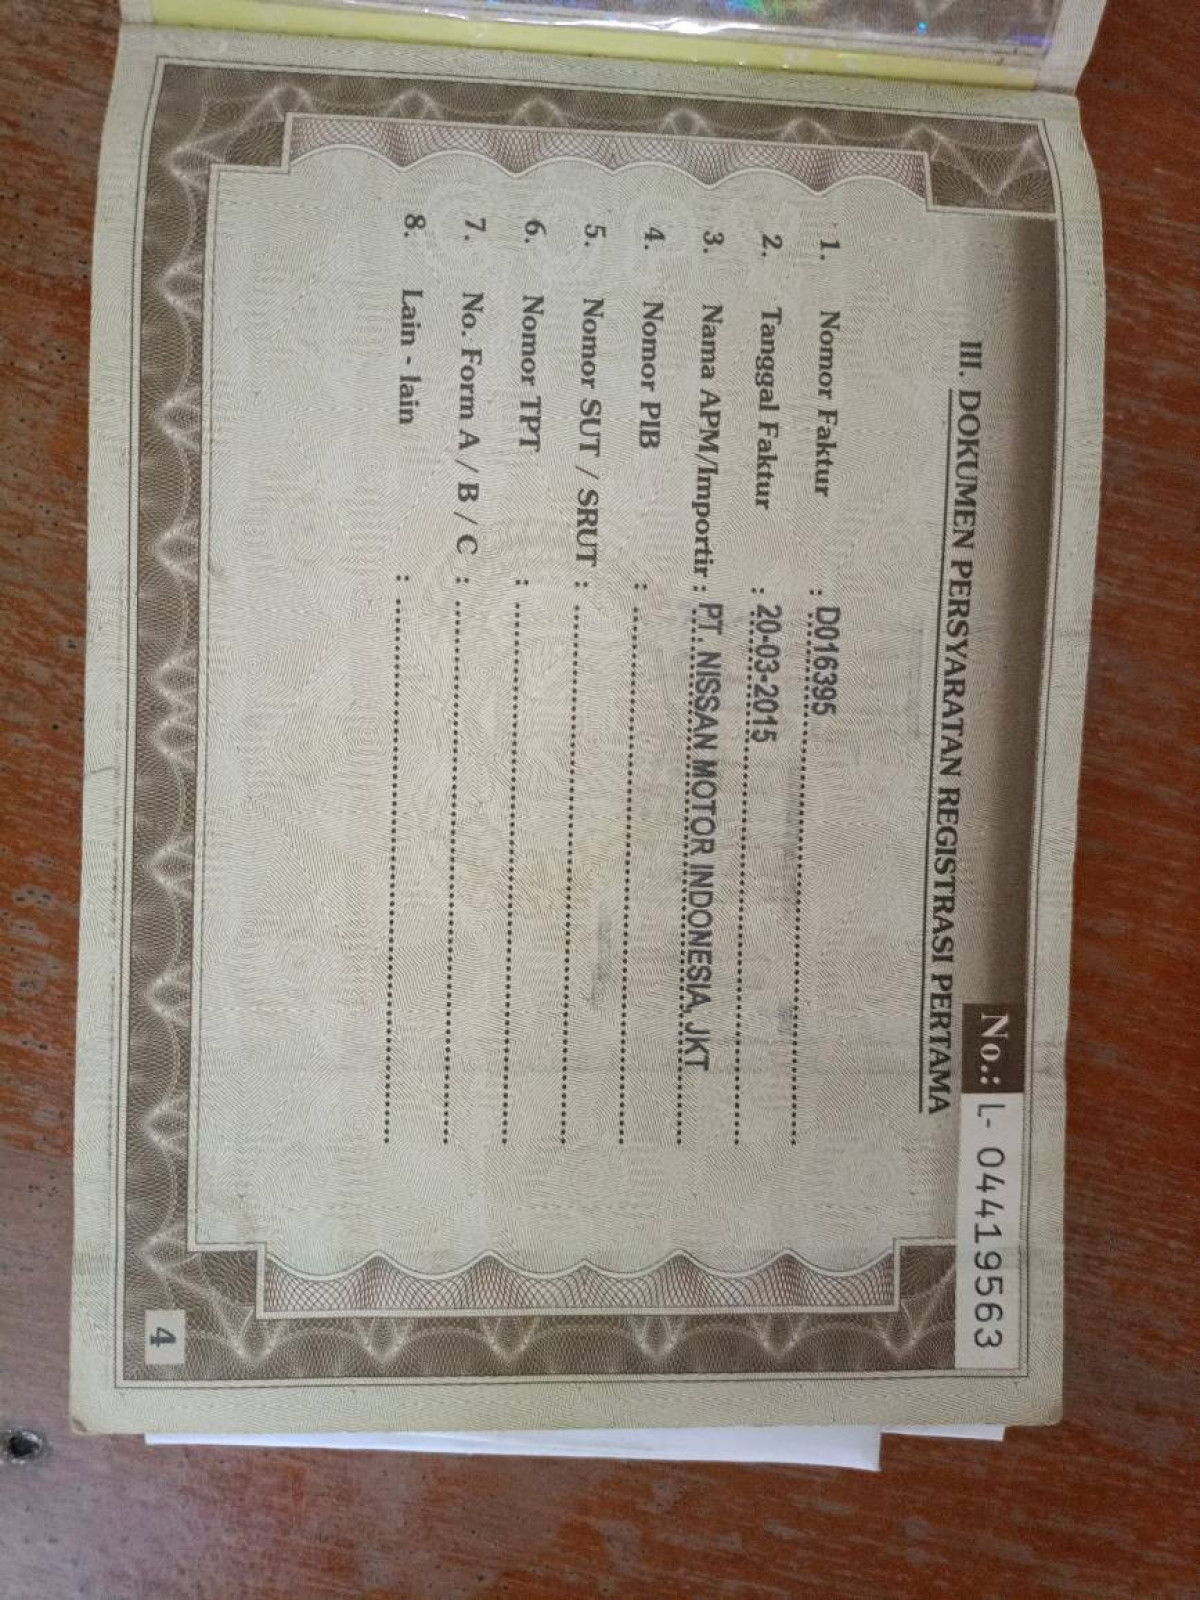 No.: L- 04419563
III. DOKUMEN PERSYARATAN REGISTRASI PERTAMA
1. Nomor Faktur : D016395
2. Tanggal Faktur : 20-03-2015
3. Nama APM/Importir : PT. NISSAN MOTOR INDONESIA, JKT
4. Nomor PIB :
5. Nomor SUT / SRUT :
6. Nomor TPT :
7. No. Form A / B / C :
8. Lain - lain :
4